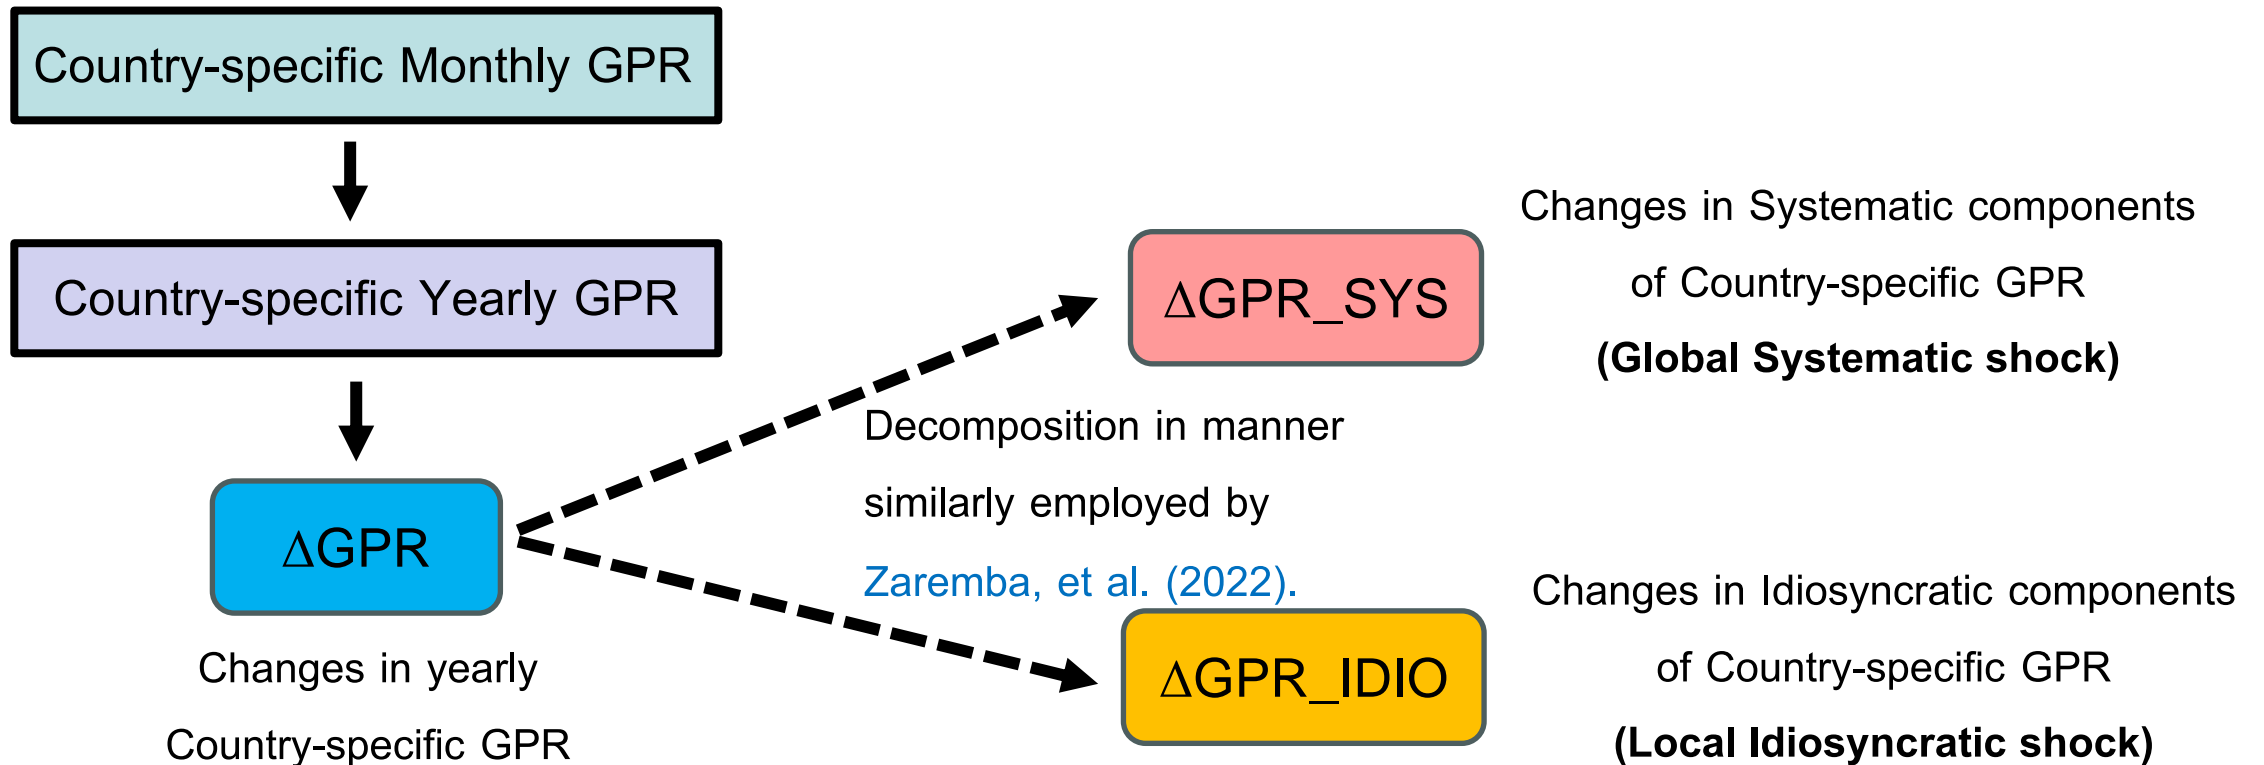 Country-specific Monthly GPR
Country-specific Yearly GPR
ΔGPR
Changes in yearly
Country-specific GPR
Decomposition in manner
similarly employed by
Zaremba, et al. (2022).
ΔGPR_SYS
Changes in Systematic components
of Country-specific GPR
(Global Systematic shock)
ΔGPR_IDIO
Changes in Idiosyncratic components
of Country-specific GPR
(Local Idiosyncratic shock)